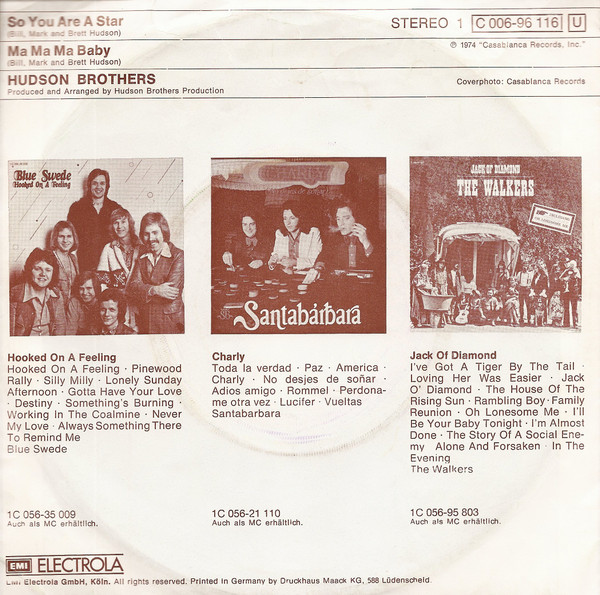 So You Are A Star
(Bill, Mark and Brett Hudson)
STEREO 1 C 006-96 116 U
Ma Ma Ma Baby
(Bill, Mark and Brett Hudson)
℗ 1974 "Casablanca Records, Inc."
HUDSON BROTHERS
Produced and Arranged by Hudson Brothers Production
Coverphoto: Casablanca Records
Blue Swede
Hooked On A Feeling
Santabárbara
JACK OF DIAMOND
THE WALKERS
Hooked On A Feeling
Hooked On A Feeling · Pinewood
Rally · Silly Milly · Lonely Sunday
Afternoon · Gotta Have Your Love
· Destiny · Something's Burning ·
Working In The Coalmine · Never
My Love · Always Something There
To Remind Me
Blue Swede
1C 056-35 009
Auch als MC erhältlich.
Charly
Toda la verdad · Paz · America ·
Charly · No desjes de soñar ·
Adios amigo · Rommel · Perdona-
me otra vez · Lucifer · Vueltas
Santabarbara
1C 056-21 110
Auch als MC erhältlich.
Jack Of Diamond
I've Got A Tiger By The Tail ·
Loving Her Was Easier · Jack
O' Diamond · The House Of The
Rising Sun · Rambling Boy · Family
Reunion · Oh Lonesome Me · I'll
Be Your Baby Tonight · I'm Almost
Done · The Story Of A Social Ene-
my Alone And Forsaken · In The
Evening
The Walkers
1C 056-95 803
Auch als MC erhältlich.
EMI ELECTROLA
EMI Electrola GmbH, Köln. All rights reserved. Printed in Germany by Druckhaus Maack KG, 588 Lüdenscheid.